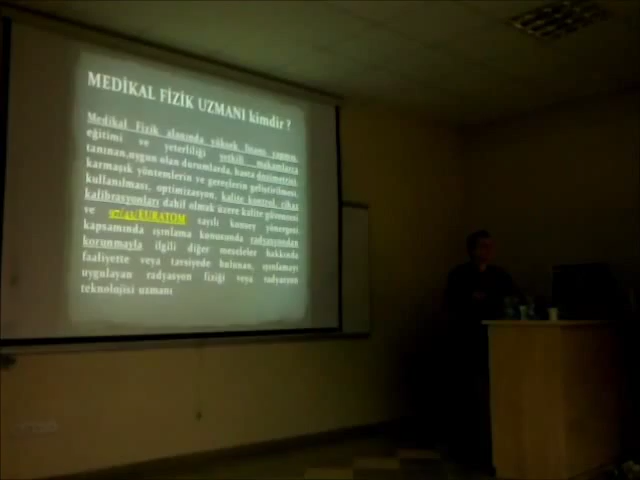 MEDİKAL FİZİK UZMANI kimdir ?
Medikal Fizik alanında yüksek lisans yapmış,
eğitimi ve yeterliliği yetkili makamlarca
tanınan,uygun olan durumlarda, hasta dozimetrisi,
karmaşık yöntemlerin ve gereçlerin geliştirilmesi,
kullanılması, optimizasyon, kalite kontrol, cihaz
kalibrasyonları dahil olmak üzere kalite güvencesi
ve 97/43/EURATOM sayılı konsey yönergesi
kapsamında ışınlama konusunda radyasyondan
korunmayla ilgili diğer meseleler hakkında
faaliyette veya tavsiyede bulunan, ışınlamayı
uygulayan radyasyon fiziği veya radyasyon
teknolojisi uzmanı